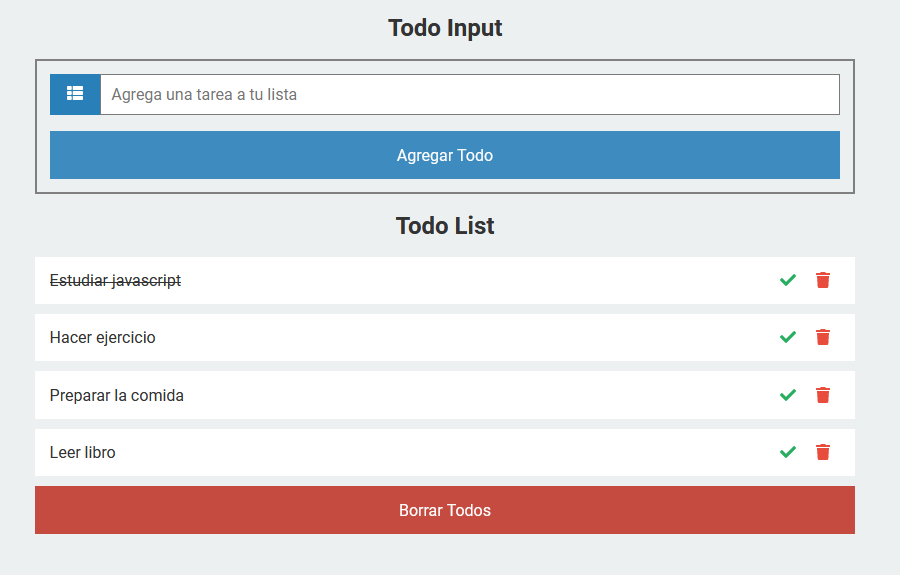 Todo Input
Agrega una tarea a tu lista
Agregar Todo
Todo List
Estudiar javascript
Hacer ejercicio
Preparar la comida
Leer libro
Borrar Todos